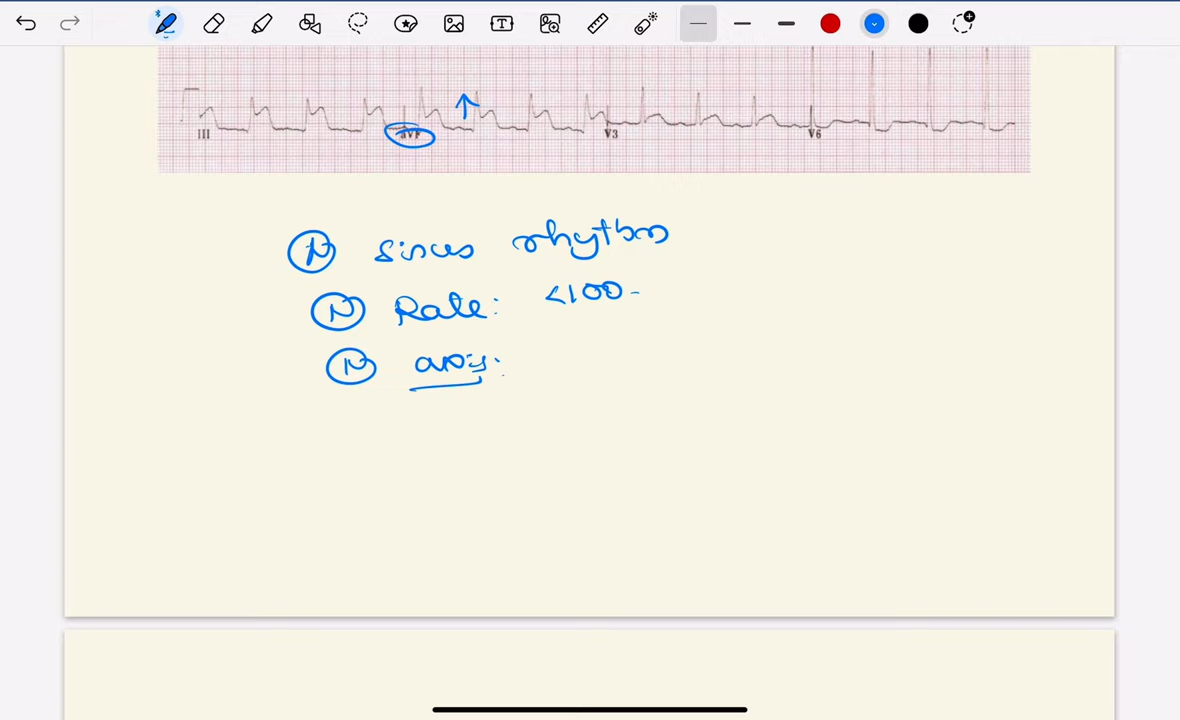 III aVF V3 V6
N sinus rhythm
N Rate: <100-
N axis: